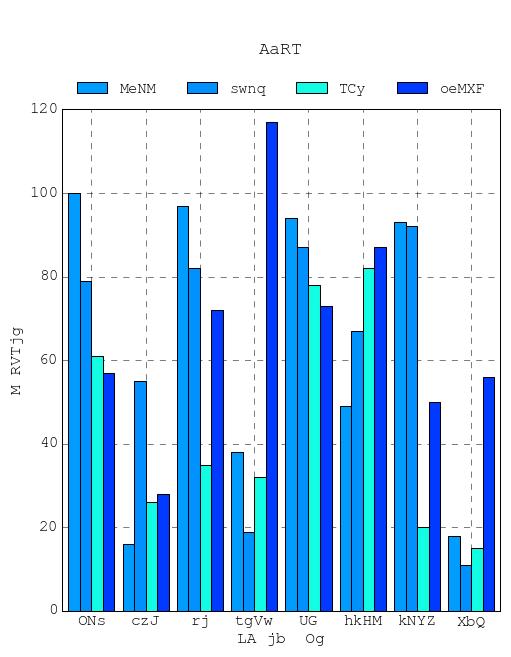 AaRT
MeNM swnq TCy oeMXF
120
100
80
60
40
20
0
M RVTjg
ONs czJ rj tgVw UG hkHM kNYZ XbQ
LA jb Og